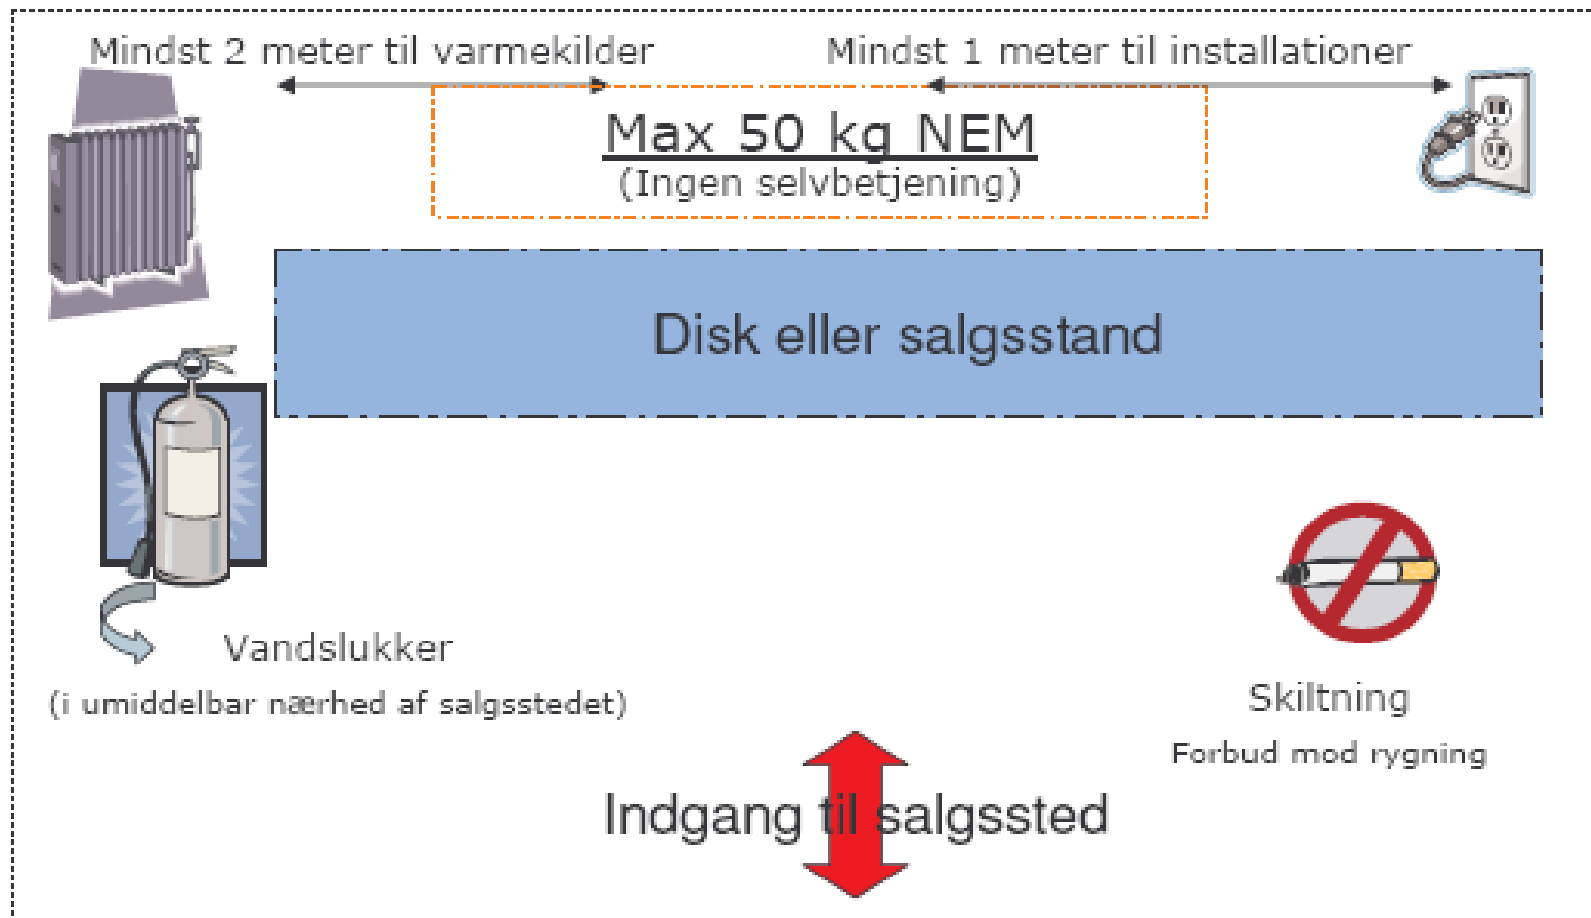 Mindst 2 meter til varmekilder
Mindst 1 meter til installationer
Max 50 kg NEM
(Ingen selvbetjening)
Disk eller salgsstand
Vandslukker
(i umiddelbar nærhed af salgsstedet)
Skiltning
Forbud mod rygning
Indgang til salgssted